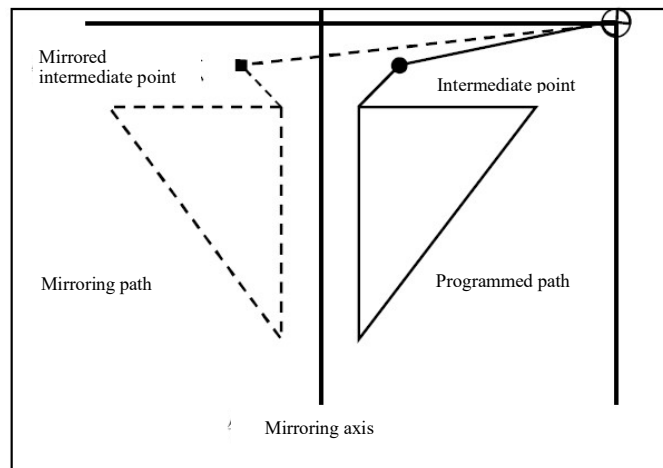 Mirrored
intermediate point
Intermediate point
Mirroring path
Programmed path
Mirroring axis